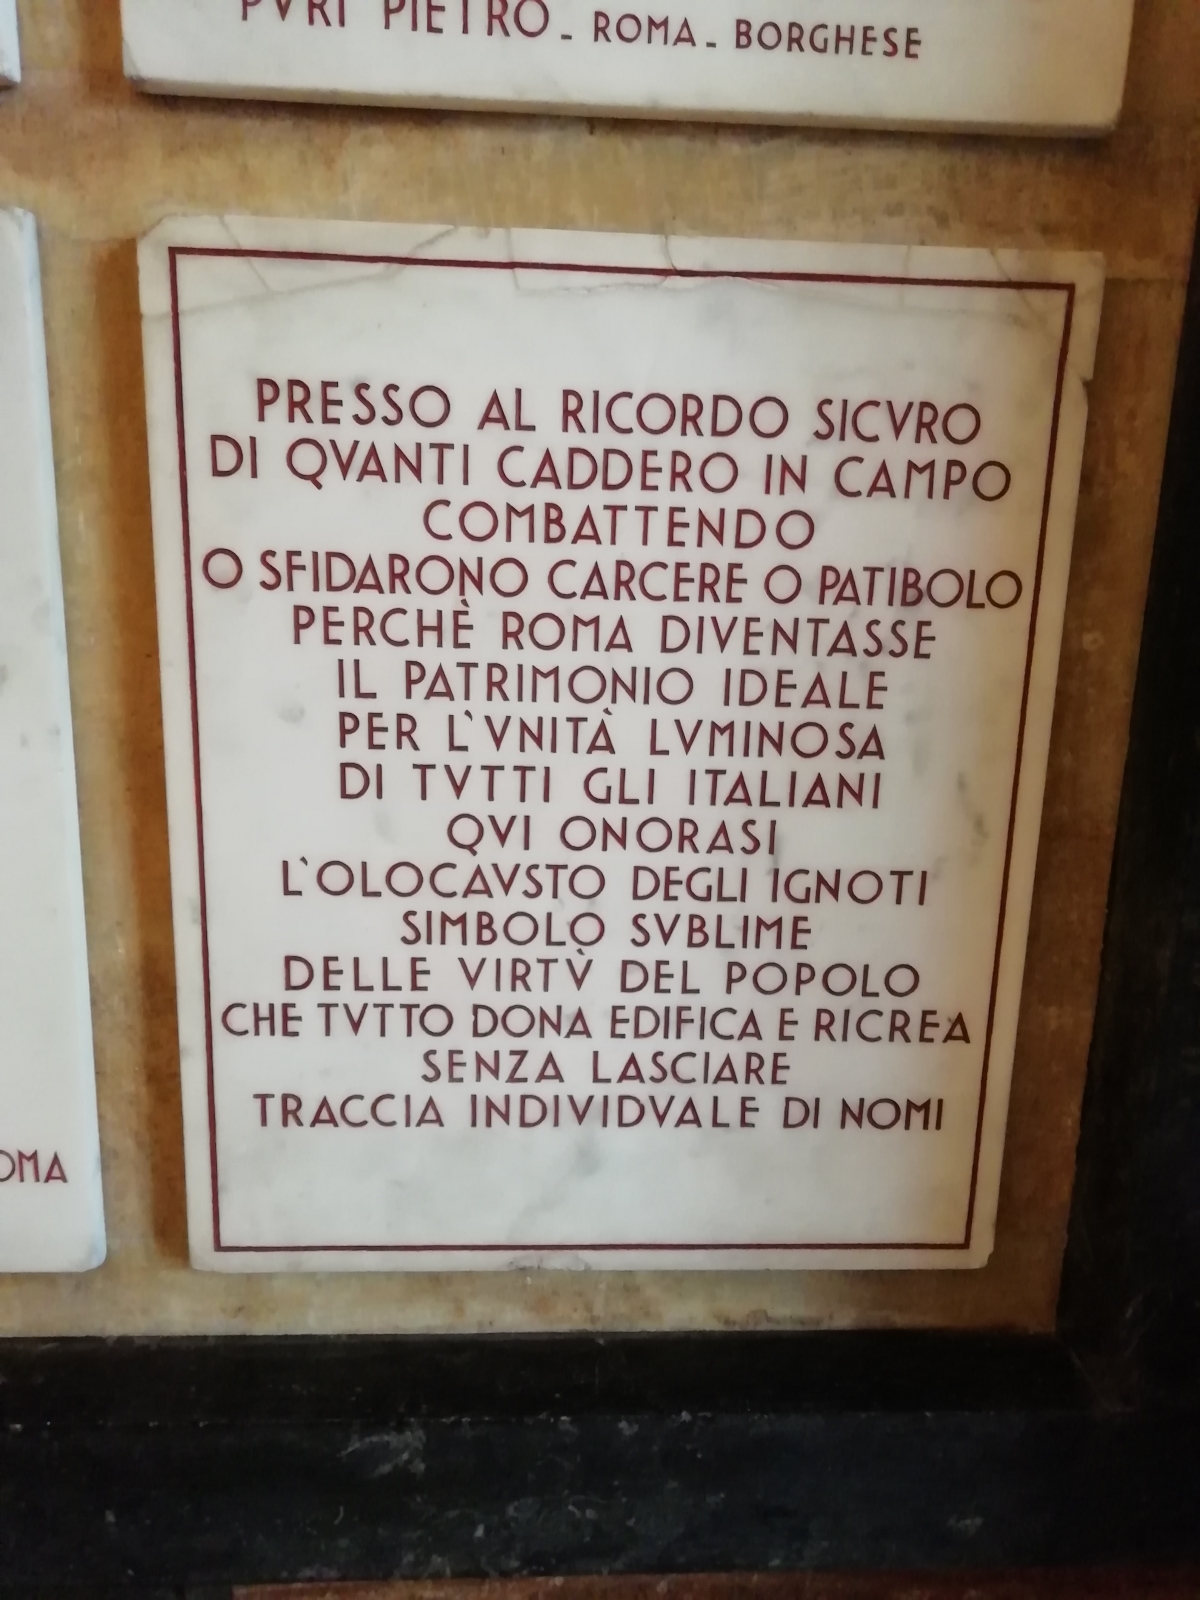 PVRI PIETRO - ROMA - BORGHESE
PRESSO AL RICORDO SICVRO
DI QVANTI CADDERO IN CAMPO
COMBATTENDO
O SFIDARONO CARCERE O PATIBOLO
PERCHÈ ROMA DIVENTASSE
IL PATRIMONIO IDEALE
PER L'VNITÀ LVMINOSA
DI TVTTI GLI ITALIANI
QVI ONORASI
L'OLOCAVSTO DEGLI IGNOTI
SIMBOLO SVBLIME
DELLE VIRTV̀ DEL POPOLO
CHE TVTTO DONA EDIFICA E RICREA
SENZA LASCIARE
TRACCIA INDIVIDVALE DI NOMI